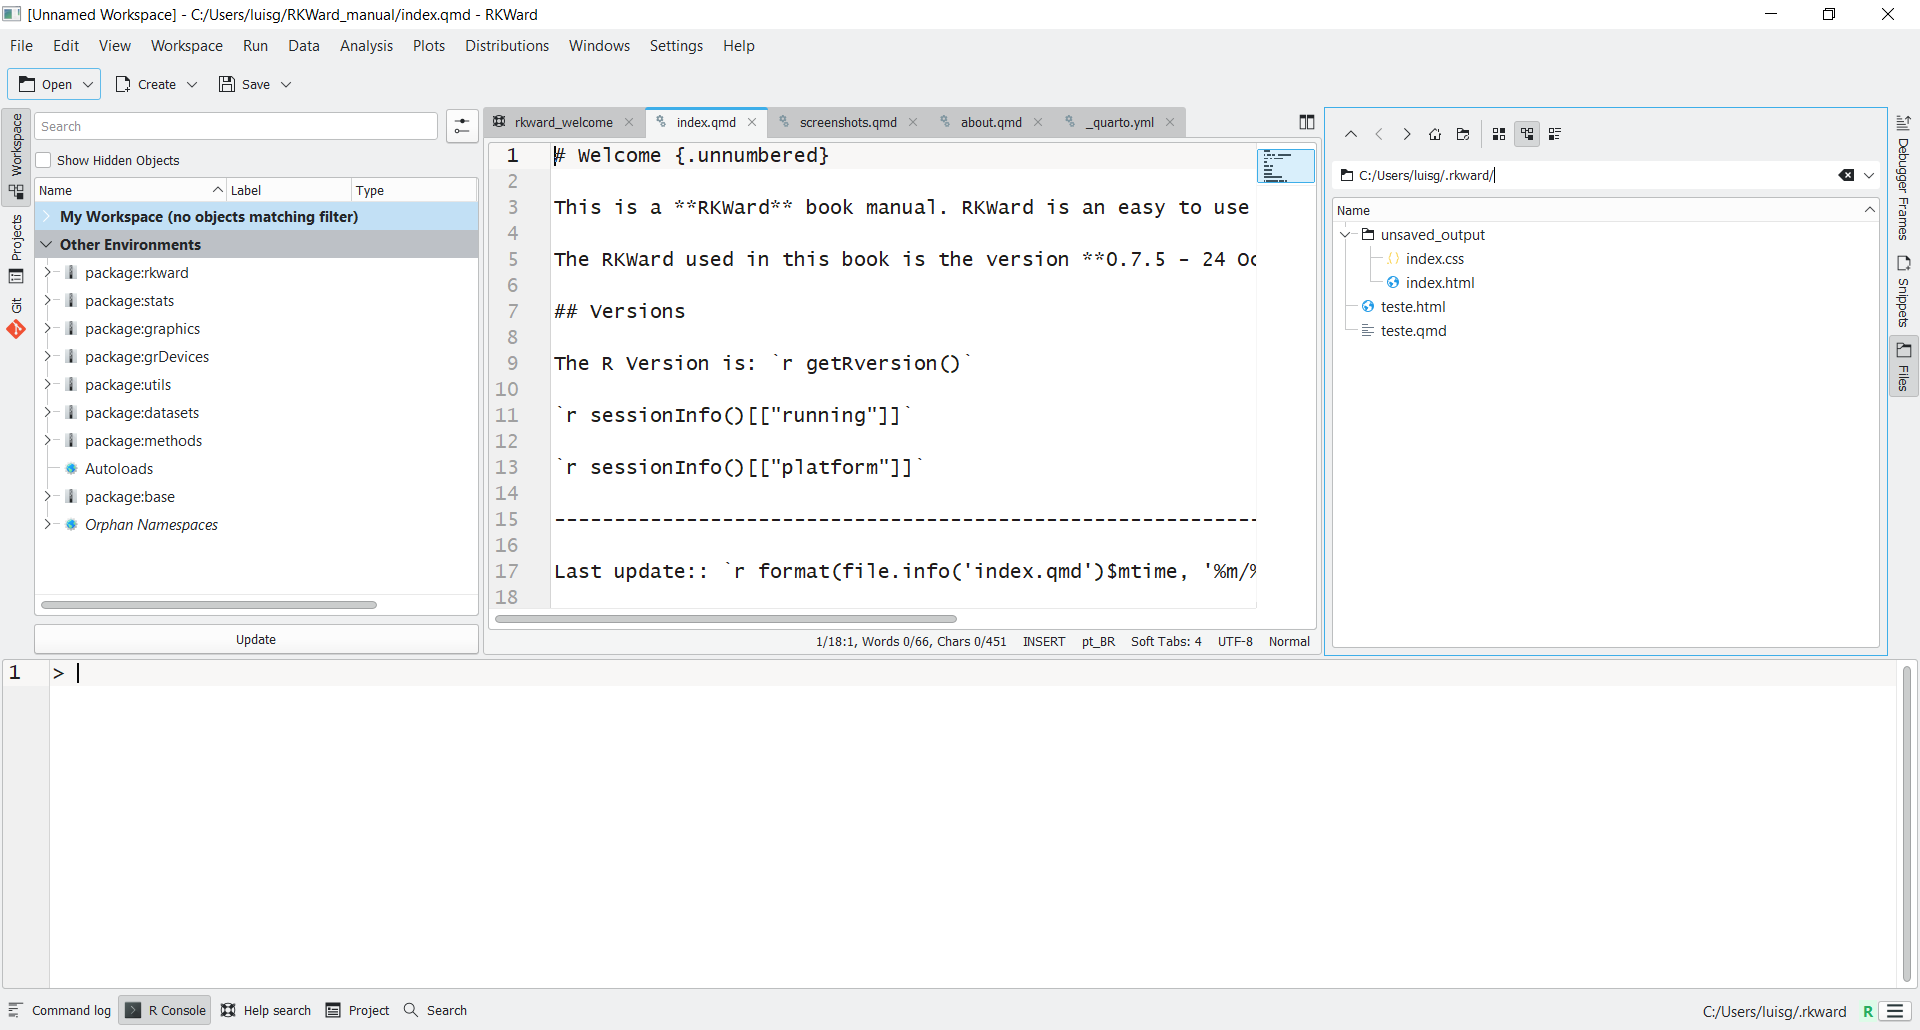 [Unnamed Workspace] - C:/Users/luisg/RKWard_manual/index.qmd - RKWard
File Edit View Workspace Run Data Analysis Plots Distributions Windows Settings Help
Open Create Save
Workspace
Projects
Git
Search
Show Hidden Objects
Name Label Type
My Workspace (no objects matching filter)
Other Environments
package:rkward
package:stats
package:graphics
package:grDevices
package:utils
package:datasets
package:methods
Autoloads
package:base
Orphan Namespaces
Update
rkward_welcome index.qmd screenshots.qmd about.qmd _quarto.yml
1 # Welcome {.unnumbered}
2
3 This is a **RKWard** book manual. RKWard is an easy to use
4
5 The RKWard used in this book is the version **0.7.5 - 24 Oc
6
7 ## Versions
8
9 The R Version is: `r getRversion()`
10
11 `r sessionInfo()[["running"]]`
12
13 `r sessionInfo()[["platform"]]`
14
15 -----------------------------------------------------------
16
17 Last update:: `r format(file.info('index.qmd')$mtime, '%m/%
18
1/18:1, Words 0/66, Chars 0/451 INSERT pt_BR Soft Tabs: 4 UTF-8 Normal
C:/Users/luisg/.rkward/
Name
unsaved_output
index.css
index.html
teste.html
teste.qmd
Debugger Frames
Snippets
Files
1 >
Command log R Console Help search Project Search
C:/Users/luisg/.rkward R